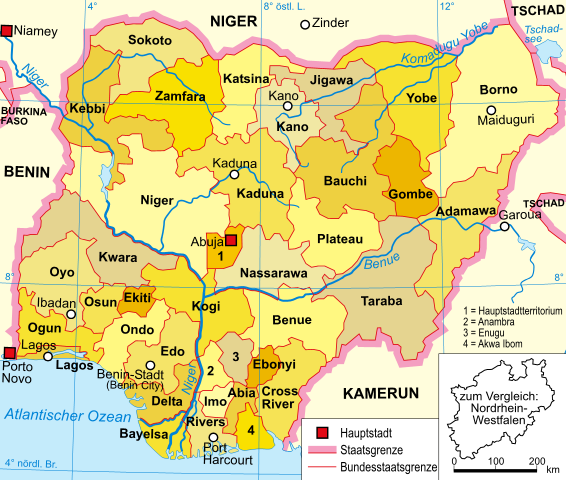 4°
8° östl. L.
12°
NIGER
TSCHAD
Tschad-
see
Niamey
Zinder
Komadugu Yobe
Niger
Sokoto
Katsina
Jigawa
Kebbi
Zamfara
Kano
Kano
Yobe
Borno
Maiduguri
BURKINA
FASO
BENIN
Kaduna
Kaduna
Bauchi
Gombe
TSCHAD
Niger
Adamawa
Garoua
Abuja
1
Plateau
Benue
Kwara
Nassarawa
8°
Oyo
Taraba
Ekiti
Kogi
Ibadan
Osun
Benue
1 = Hauptstadtterritorium
2 = Anambra
3 = Enugu
4 = Akwa Ibom
Ogun
Ondo
Lagos
Edo
3
Ebonyi
Porto
Novo
Lagos
2
Benin-Stadt
(Benin City)
Niger
Abia
Cross
River
Imo
Delta
KAMERUN
zum Vergleich:
Nordrhein-
Westfalen
Atlantischer Ozean
Bayelsa
Rivers
4
Port
Harcourt
4° nördl. Br.
Hauptstadt
Staatsgrenze
Bundesstaatsgrenze
0
100
200
km